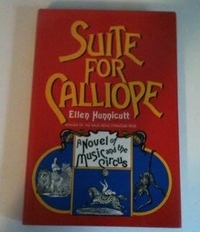 SUITE
FOR
CALLIOPE
Ellen Hunnicutt
A Novel of
Music and the
Circus